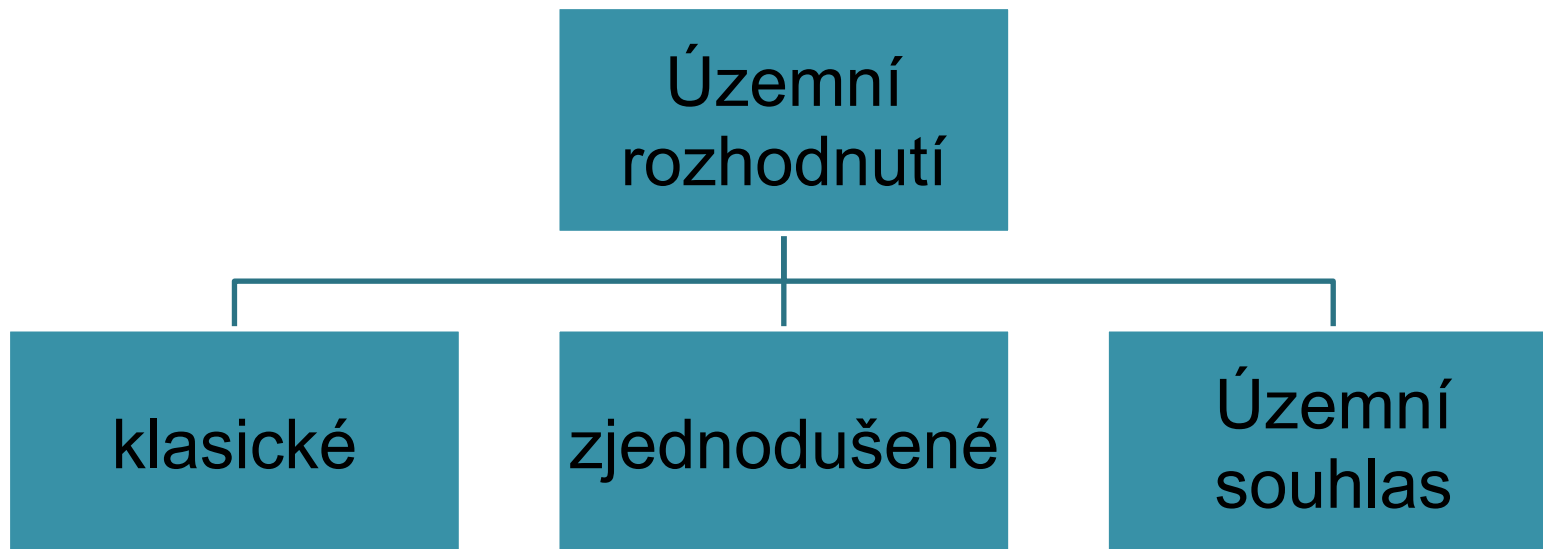 Územní
rozhodnutí
klasické
zjednodušené
Územní
souhlas